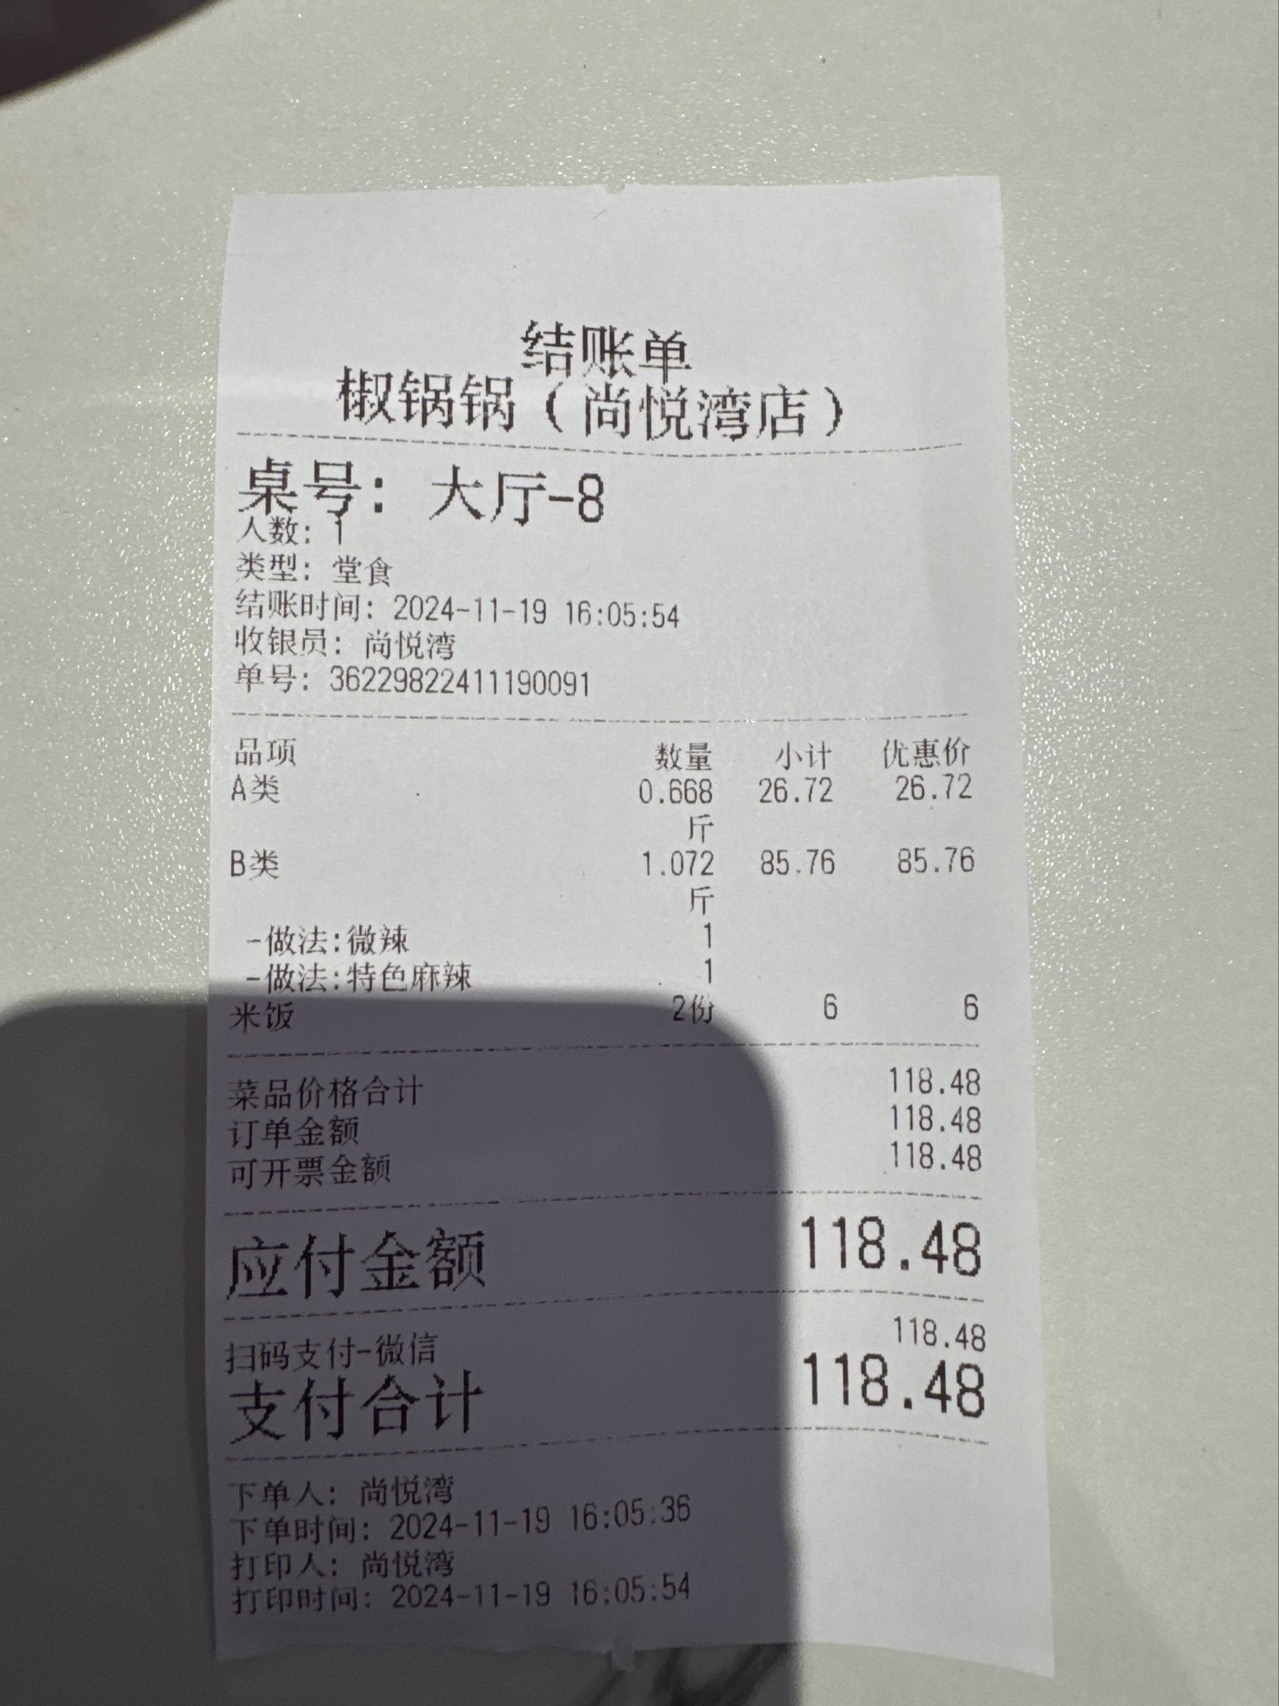 结账单
椒锅锅（尚悦湾店）
桌号：大厅-8
人数：1
类型：堂食
结账时间：2024-11-19 16:05:54
收银员：尚悦湾
单号：36229822411190091
品项 数量 小计 优惠价
A类 0.668 26.72 26.72
斤
B类 1.072 85.76 85.76
斤
-做法:微辣 1
-做法:特色麻辣 1
米饭 2份 6 6
菜品价格合计 118.48
订单金额 118.48
可开票金额 118.48
应付金额 118.48
扫码支付-微信 118.48
支付合计 118.48
下单人：尚悦湾
下单时间：2024-11-19 16:05:36
打印人：尚悦湾
打印时间：2024-11-19 16:05:54